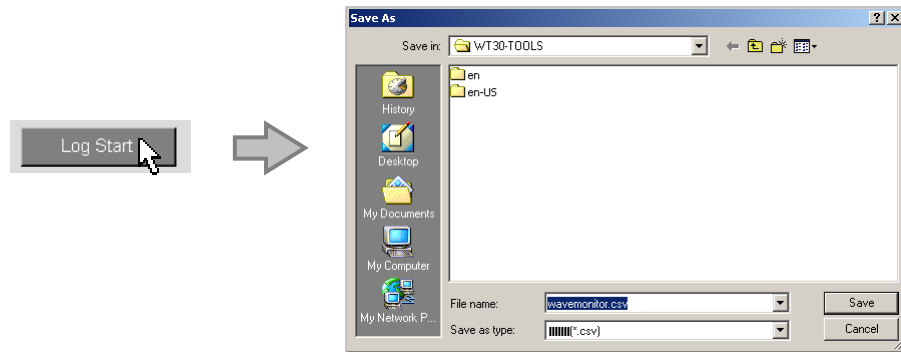 Log Start
Save As
Save in:
WT30-TOOLS
en
en-US
History
Desktop
My Documents
My Computer
My Network P...
File name:
wavemonitor.csv
Save
Save as type:
(*.csv)
Cancel